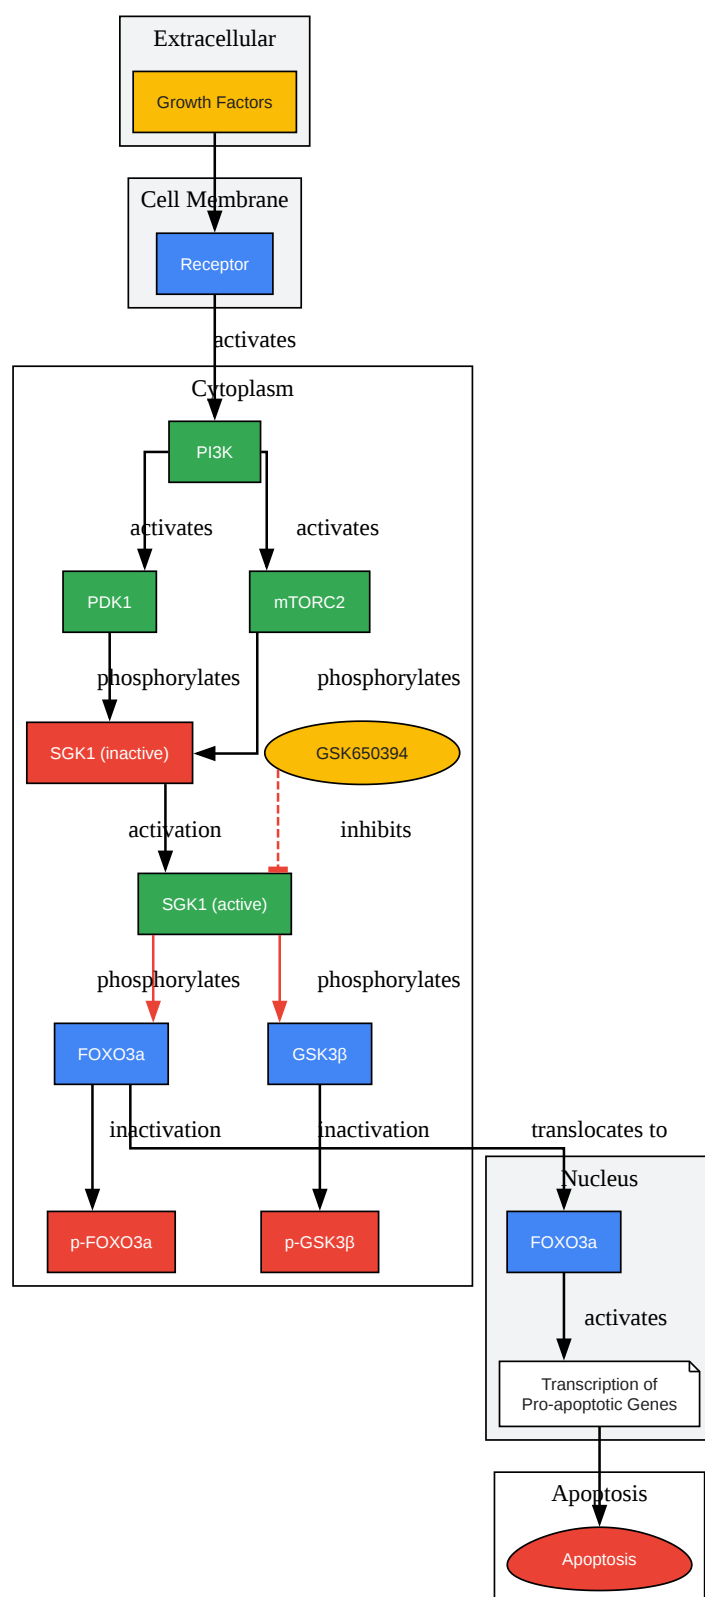 Extracellular
Growth Factors
Cell Membrane
Receptor
activates
Cytoplasm
PI3K
activates
activates
PDK1
mTORC2
phosphorylates
phosphorylates
SGK1 (inactive)
GSK650394
activation
inhibits
SGK1 (active)
phosphorylates
phosphorylates
FOXO3a
GSK3β
inactivation
inactivation
translocates to
Nucleus
p-FOXO3a
p-GSK3β
FOXO3a
activates
Transcription of
Pro-apoptotic Genes
Apoptosis
Apoptosis